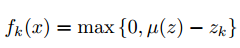 f_k(x) = max {0, μ(z) − z_k}